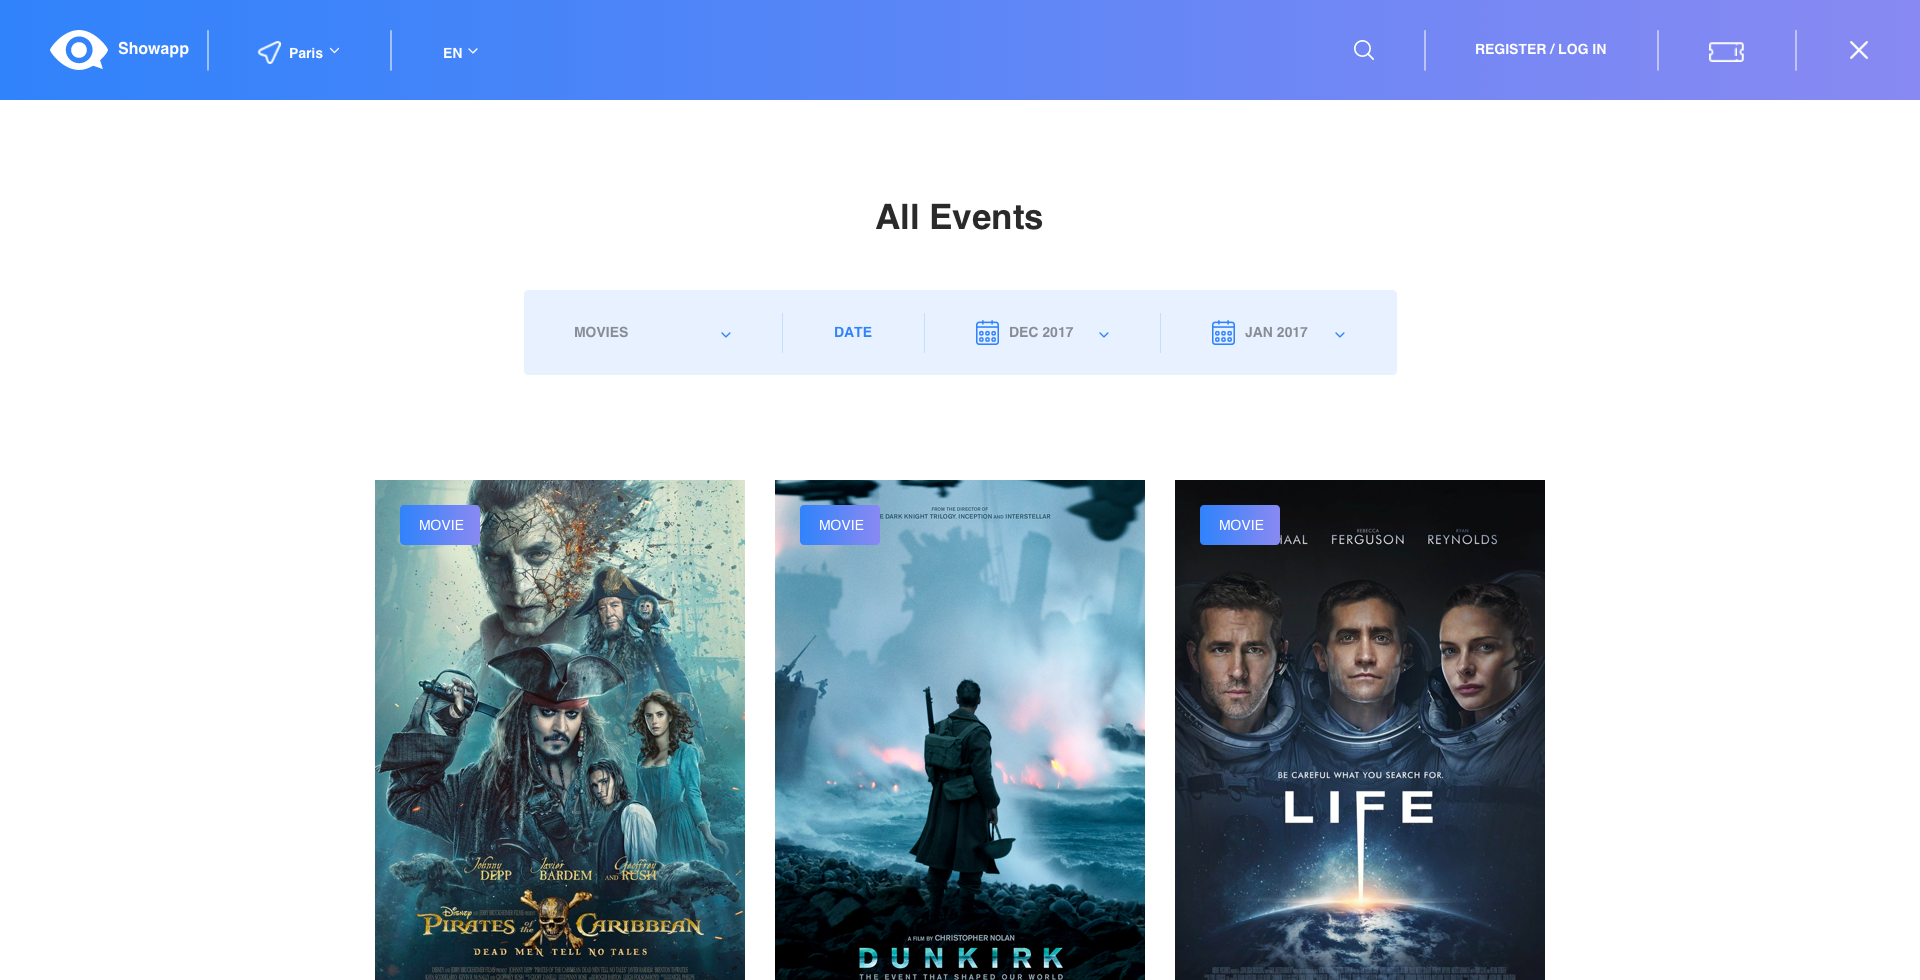 Showapp
Paris
EN
REGISTER / LOG IN
All Events
MOVIES
DATE
DEC 2017
JAN 2017
MOVIE
Johnny DEPP
Javier BARDEM
AND Geoffrey RUSH
Disney
PIRATES of the CARIBBEAN
DEAD MEN TELL NO TALES
MOVIE
FROM THE DIRECTOR OF
DARK KNIGHT TRILOGY, INCEPTION AND INTERSTELLAR
A FILM BY CHRISTOPHER NOLAN
DUNKIRK
THE EVENT THAT SHAPED OUR WORLD
MOVIE
REBECCA
FERGUSON
RYAN
REYNOLDS
BE CAREFUL WHAT YOU SEARCH FOR.
LIFE